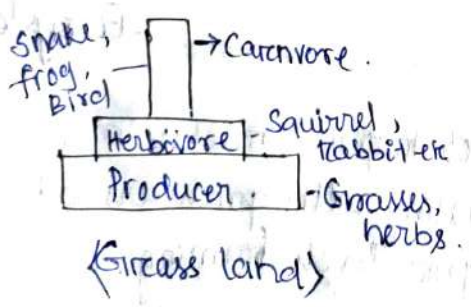 Snake,
frog,
Bird
→ Carnivore.
Herbivore - Squirrel,
Rabbit etc
Producer. - Grasses,
herbs.
(Grass land)